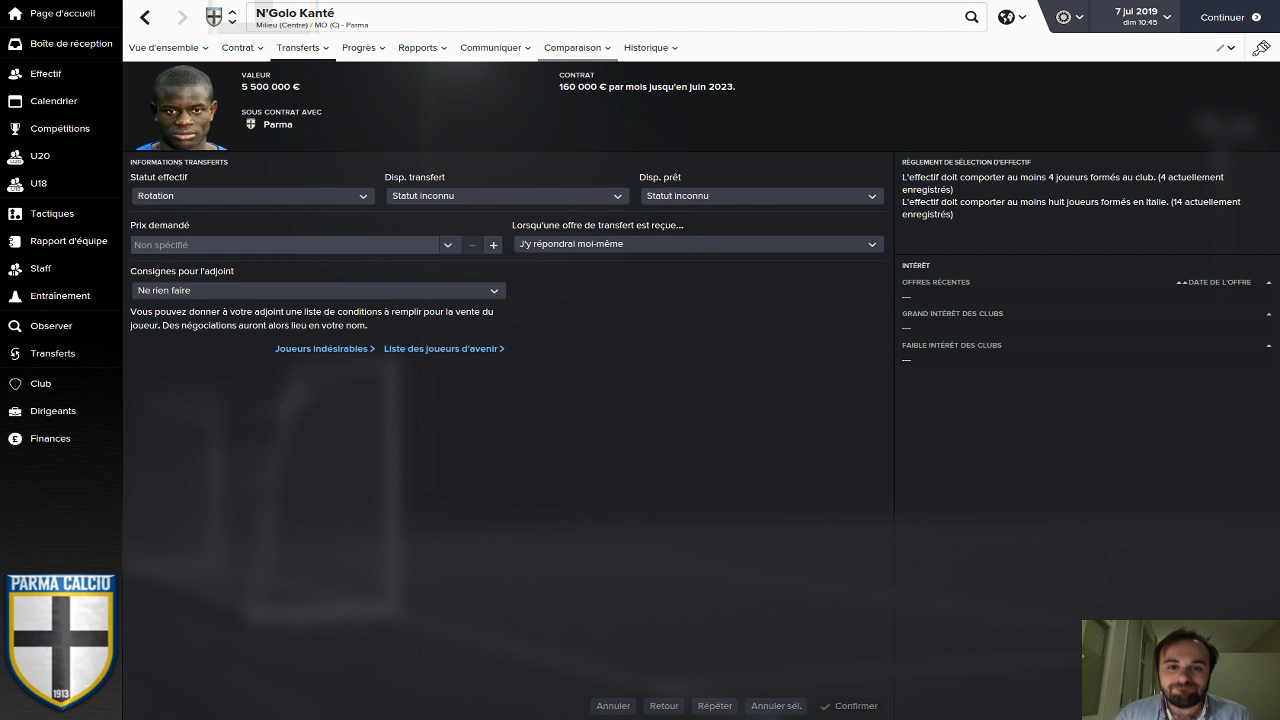 Page d'accueil
Boîte de réception
Effectif
Calendrier
Compétitions
U20
U20
U18
U18
Tactiques
Rapport d'équipe
Staff
Entraînement
Observer
Transferts
Club
Dirigeants
Finances
PARMA CALCIO
1913
N'Golo Kanté
Milieu (Centre) / MO (C) - Parma
7 jul 2019
dim 10:45
Continuer
Vue d'ensemble
Contrat
Transferts
Progrès
Rapports
Communiquer
Comparaison
Historique
VALEUR
5 500 000 €
SOUS CONTRAT AVEC
Parma
CONTRAT
160 000 € par mois jusqu'en juin 2023.
INFORMATIONS TRANSFERTS
Statut effectif
Rotation
Disp. transfert
Statut inconnu
Disp. prêt
Statut inconnu
Prix demandé
Non spécifié
Lorsqu'une offre de transfert est reçue...
J'y répondrai moi-même
Consignes pour l'adjoint
Ne rien faire
Vous pouvez donner à votre adjoint une liste de conditions à remplir pour la vente du
joueur. Des négociations auront alors lieu en votre nom.
Joueurs indésirables >
Liste des joueurs d'avenir >
RÈGLEMENT DE SÉLECTION D'EFFECTIF
L'effectif doit comporter au moins 4 joueurs formés au club. (4 actuellement
enregistrés)
L'effectif doit comporter au moins huit joueurs formés en Italie. (14 actuellement
enregistrés)
INTÉRÊT
OFFRES RÉCENTES
DATE DE L'OFFRE
---
GRAND INTÉRÊT DES CLUBS
---
FAIBLE INTÉRÊT DES CLUBS
---
Annuler
Retour
Répéter
Annuler sél.
Confirmer